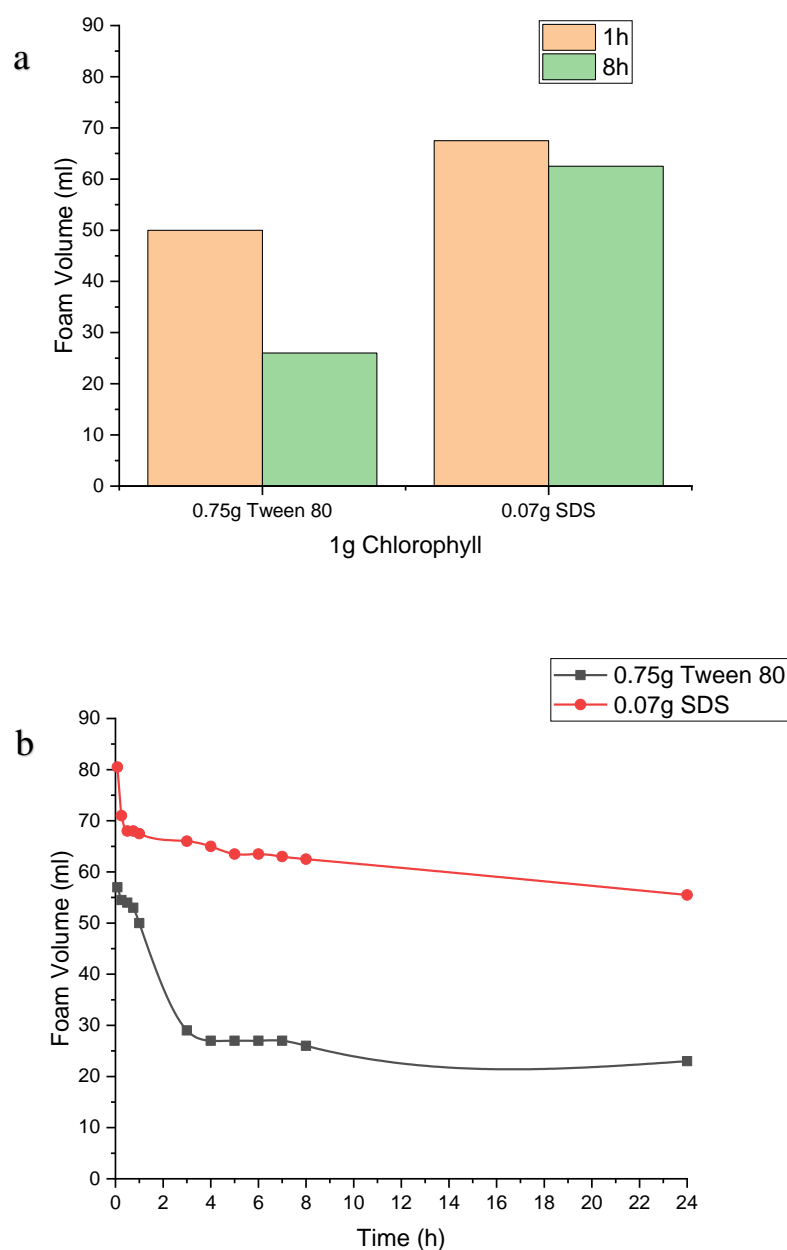 a
1h
8h
90
80
70
60
50
40
30
20
10
0
Foam Volume (ml)
0.75g Tween 80
0.07g SDS
1g Chlorophyll
b
0.75g Tween 80
0.07g SDS
90
80
70
60
50
40
30
20
10
0
Foam Volume (ml)
0 2 4 6 8 10 12 14 16 18 20 22 24
Time (h)